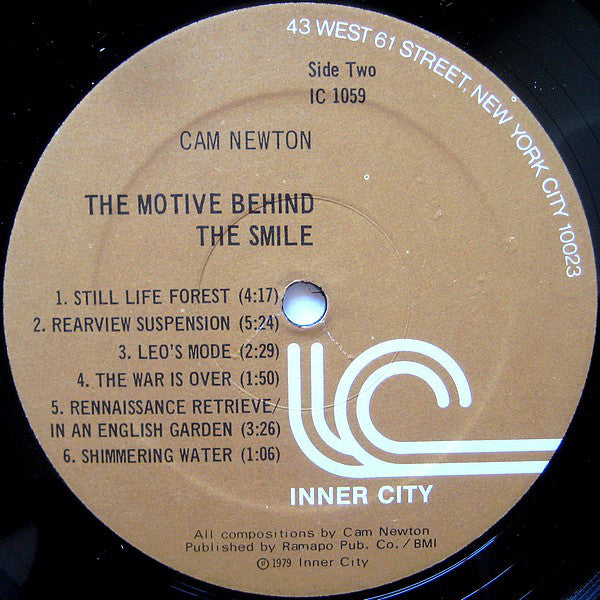 43 WEST 61 STREET, NEW YORK CITY 10023
Side Two
IC 1059
CAM NEWTON
THE MOTIVE BEHIND
THE SMILE
1. STILL LIFE FOREST (4:17)
2. REARVIEW SUSPENSION (5:24)
3. LEO'S MODE (2:29)
4. THE WAR IS OVER (1:50)
5. RENNAISSANCE RETRIEVE/
IN AN ENGLISH GARDEN (3:26)
6. SHIMMERING WATER (1:06)
INNER CITY
All compositions by Cam Newton
Published by Ramapo Pub. Co./BMI
℗ 1979 Inner City